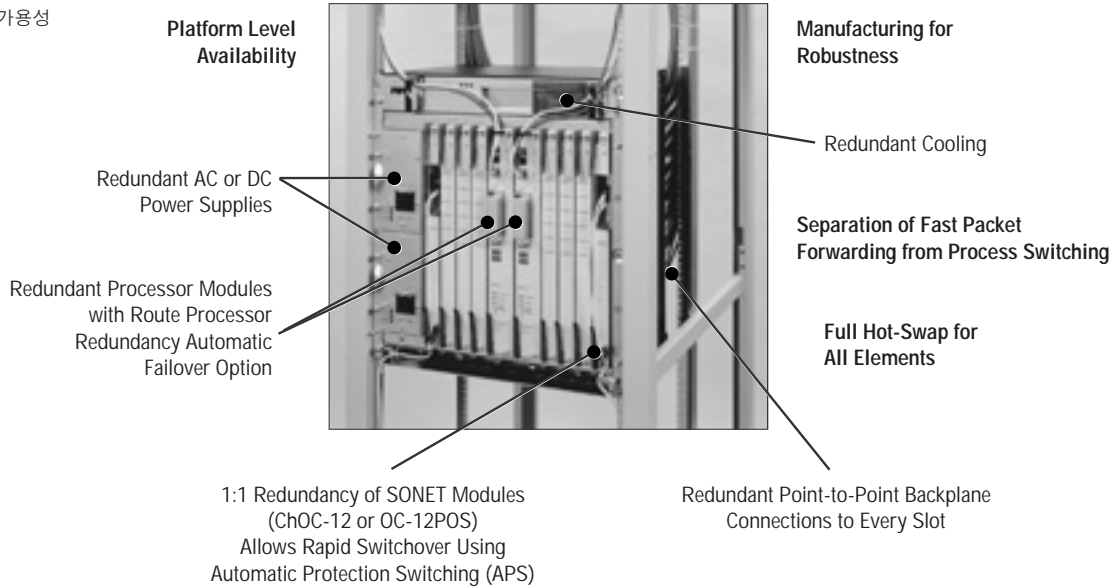 가용성
Platform Level
Availability
Manufacturing for
Robustness
Redundant Cooling
Redundant AC or DC
Power Supplies
Separation of Fast Packet
Forwarding from Process Switching
Redundant Processor Modules
with Route Processor
Redundancy Automatic
Failover Option
Full Hot-Swap for
All Elements
1:1 Redundancy of SONET Modules
(ChOC-12 or OC-12POS)
Allows Rapid Switchover Using
Automatic Protection Switching (APS)
Redundant Point-to-Point Backplane
Connections to Every Slot